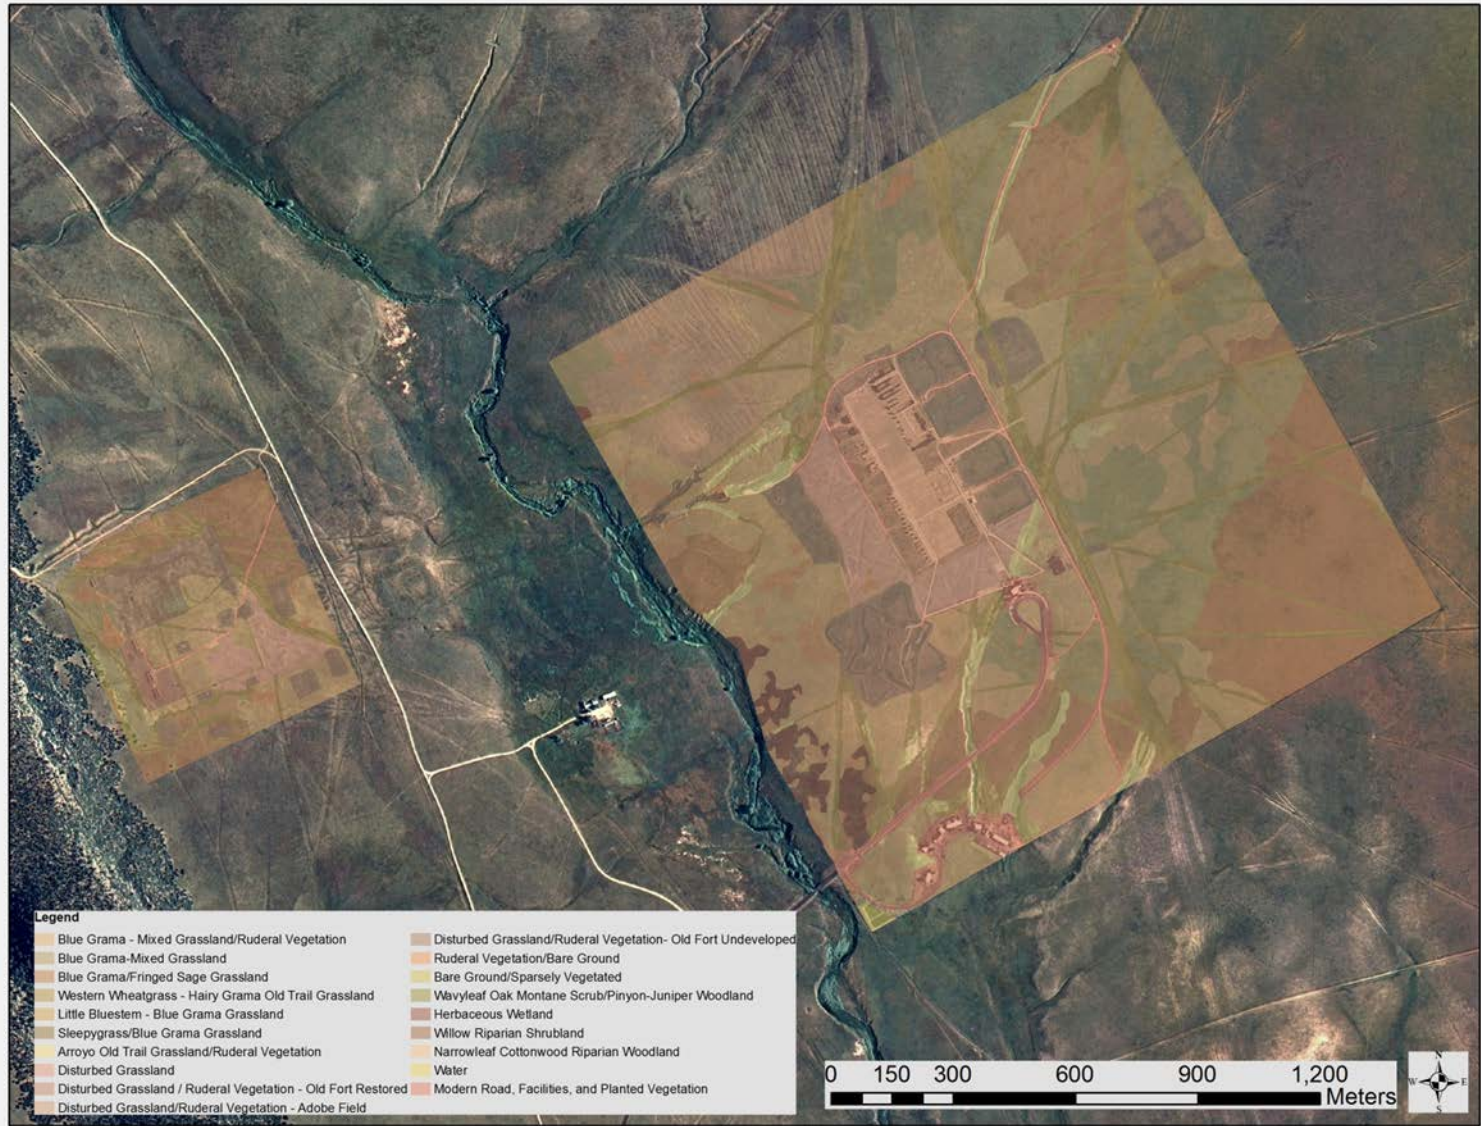 Legend
Blue Grama - Mixed Grassland/Ruderal Vegetation
Blue Grama-Mixed Grassland
Blue Grama/Fringed Sage Grassland
Western Wheatgrass - Hairy Grama Old Trail Grassland
Little Bluestem - Blue Grama Grassland
Sleepygrass/Blue Grama Grassland
Arroyo Old Trail Grassland/Ruderal Vegetation
Disturbed Grassland
Disturbed Grassland / Ruderal Vegetation - Old Fort Restored
Disturbed Grassland/Ruderal Vegetation - Adobe Field
Disturbed Grassland/Ruderal Vegetation- Old Fort Undeveloped
Ruderal Vegetation/Bare Ground
Bare Ground/Sparsely Vegetated
Wavyleaf Oak Montane Scrub/Pinyon-Juniper Woodland
Herbaceous Wetland
Willow Riparian Shrubland
Narrowleaf Cottonwood Riparian Woodland
Water
Modern Road, Facilities, and Planted Vegetation
0 150 300 600 900 1,200
Meters
N
W E
S